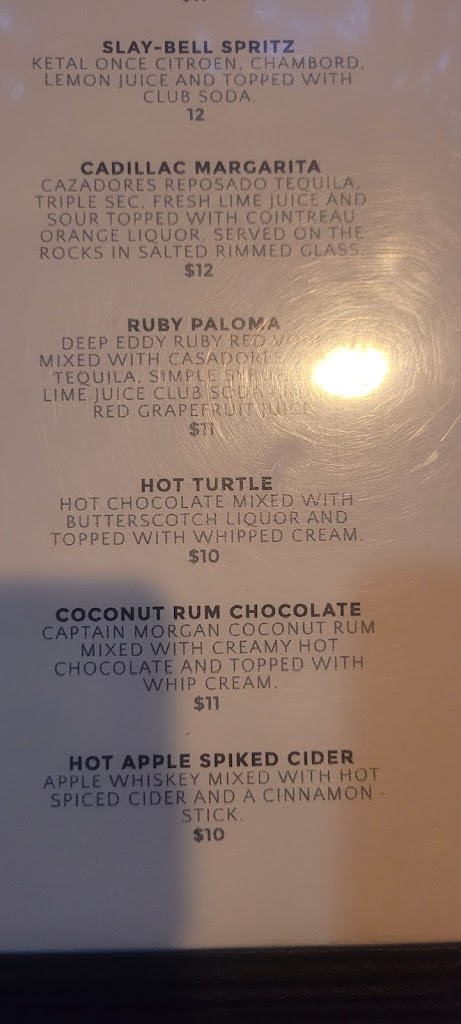 SLAY-BELL SPRITZ
KETAL ONCE CITROEN, CHAMBORD,
LEMON JUICE AND TOPPED WITH
CLUB SODA.
12
CADILLAC MARGARITA
CAZADORES REPOSADO TEQUILA,
TRIPLE SEC, FRESH LIME JUICE AND
SOUR TOPPED WITH COINTREAU
ORANGE LIQUOR. SERVED ON THE
ROCKS IN SALTED RIMMED GLASS.
$12
RUBY PALOMA
DEEP EDDY RUBY RED
MIXED WITH
TEQUILA, SIMPLE
LIME JUICE CLUB SODA
RED GRAPEFRUIT JUICE
$11
HOT TURTLE
HOT CHOCOLATE MIXED WITH
BUTTERSCOTCH LIQUOR AND
TOPPED WITH WHIPPED CREAM.
$10
COCONUT RUM CHOCOLATE
CAPTAIN MORGAN COCONUT RUM
MIXED WITH CREAMY HOT
CHOCOLATE AND TOPPED WITH
WHIP CREAM.
$11
HOT APPLE SPIKED CIDER
APPLE WHISKEY MIXED WITH HOT
SPICED CIDER AND A CINNAMON
STICK.
$10